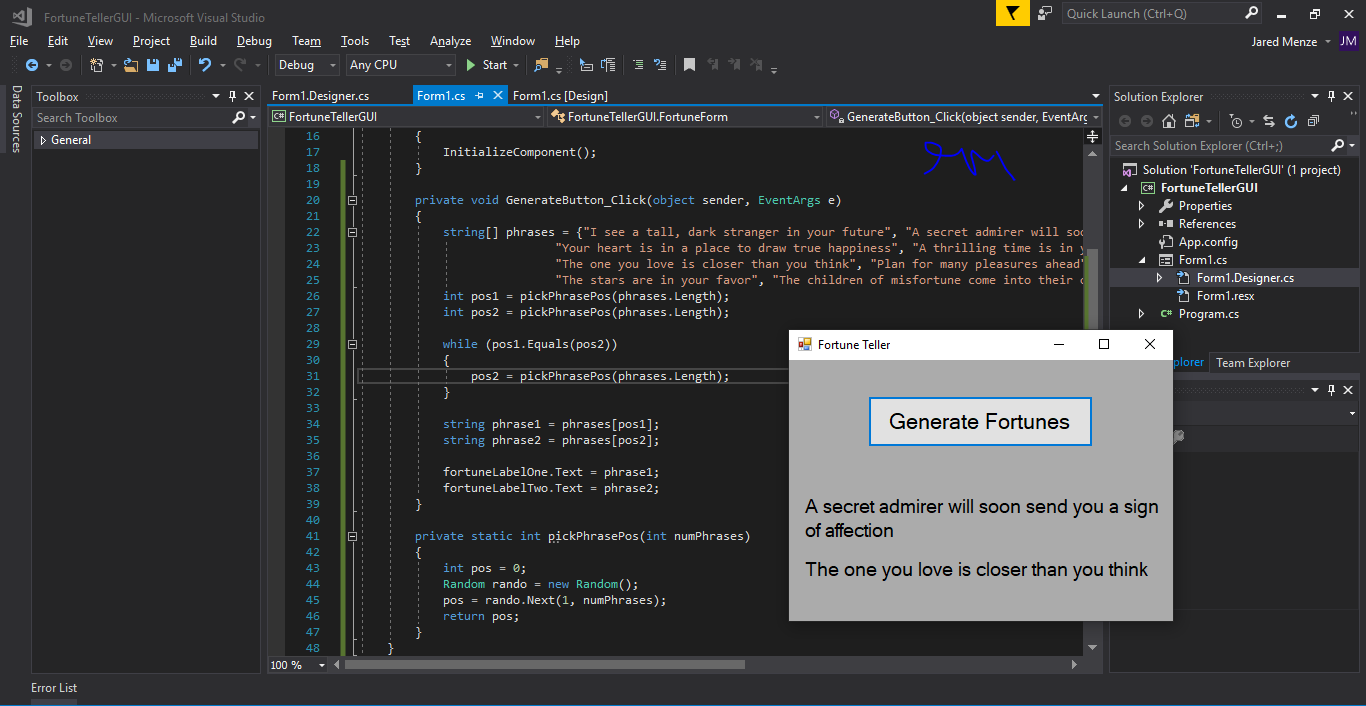 FortuneTellerGUI - Microsoft Visual Studio
Quick Launch (Ctrl+Q)
File Edit View Project Build Debug Team Tools Test Analyze Window Help
Jared Menze JM
Debug Any CPU Start
Data Sources
Toolbox
Search Toolbox
General
Form1.Designer.cs Form1.cs Form1.cs [Design]
C# FortuneTellerGUI FortuneTellerGUI.FortuneForm GenerateButton_Click(object sender, EventArg
16 {
17 InitializeComponent();
18 }
19
20 private void GenerateButton_Click(object sender, EventArgs e)
21 {
22 string[] phrases = {"I see a tall, dark stranger in your future", "A secret admirer will soo
23 "Your heart is in a place to draw true happiness", "A thrilling time is in y
24 "The one you love is closer than you think", "Plan for many pleasures ahead"
25 "The stars are in your favor", "The children of misfortune come into their
26 int pos1 = pickPhrasePos(phrases.Length);
27 int pos2 = pickPhrasePos(phrases.Length);
28
29 while (pos1.Equals(pos2))
30 {
31 pos2 = pickPhrasePos(phrases.Length);
32 }
33
34 string phrase1 = phrases[pos1];
35 string phrase2 = phrases[pos2];
36
37 fortuneLabelOne.Text = phrase1;
38 fortuneLabelTwo.Text = phrase2;
39 }
40
41 private static int pickPhrasePos(int numPhrases)
42 {
43 int pos = 0;
44 Random rando = new Random();
45 pos = rando.Next(1, numPhrases);
46 return pos;
47 }
48 }
100 %
Error List
Solution Explorer
Search Solution Explorer (Ctrl+;)
Solution 'FortuneTellerGUI' (1 project)
C# FortuneTellerGUI
Properties
References
App.config
Form1.cs
Form1.Designer.cs
Form1.resx
C# Program.cs
plorer Team Explorer
Fortune Teller
Generate Fortunes
A secret admirer will soon send you a sign
of affection
The one you love is closer than you think